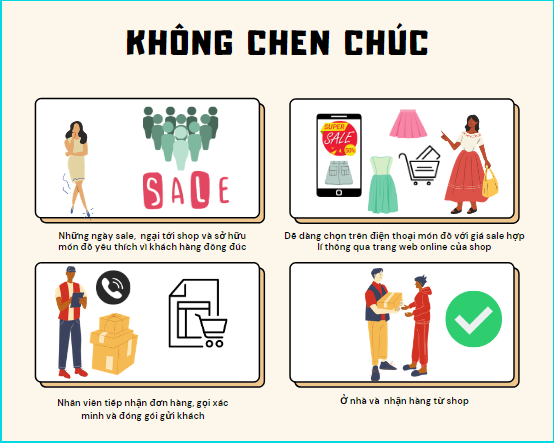 KHÔNG CHEN CHÚC
SALE
SUPER
SALE
50%
Những ngày sale, ngại tới shop và sở hữu
món đồ yêu thích vì khách hàng đông đúc
Dễ dàng chọn trên điện thoại món đồ với giá sale hợp
lí thông qua trang web online của shop
Nhân viên tiếp nhận đơn hàng, gọi xác
minh và đóng gói gửi khách
Ở nhà và nhận hàng từ shop